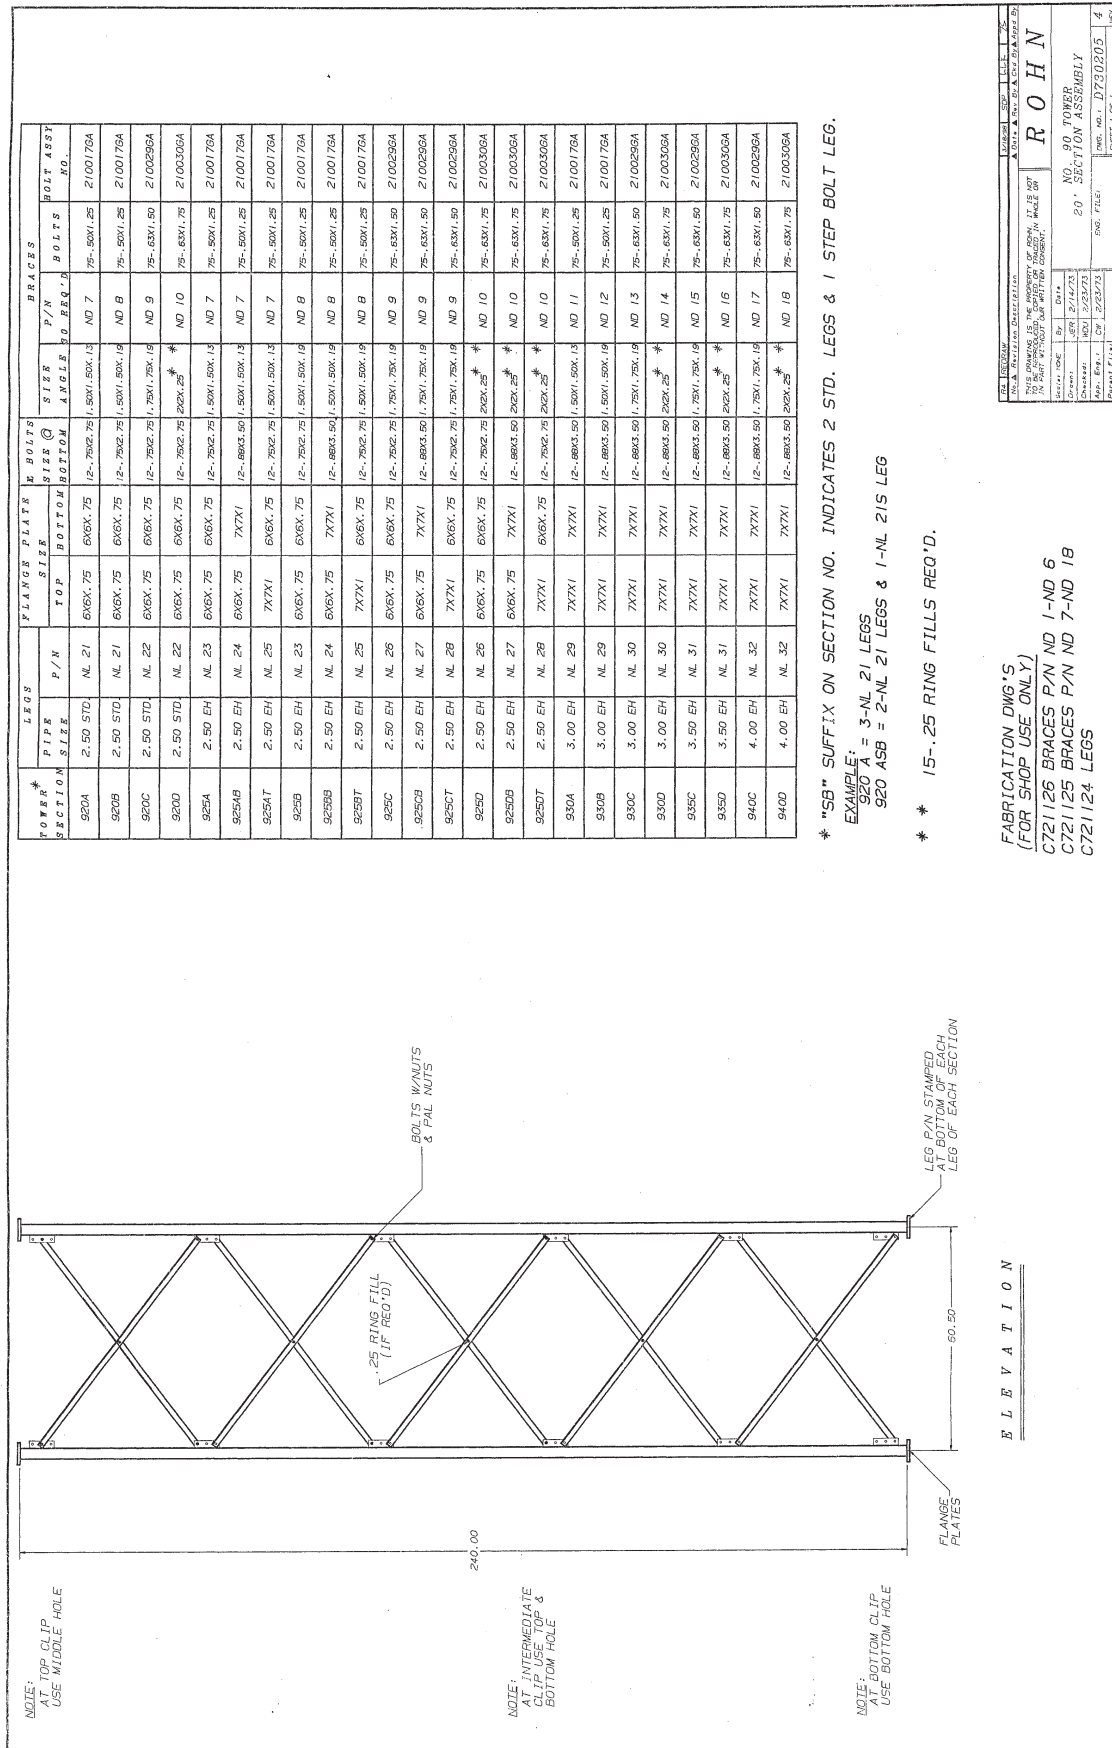 NOTE:
AT TOP CLIP
USE MIDDLE HOLE
NOTE:
AT INTERMEDIATE
CLIP USE TOP &
BOTTOM HOLE
NOTE:
AT BOTTOM CLIP
USE BOTTOM HOLE
240.00
FLANGE
PLATES
.25 RING FILL
(IF REQ'D)
BOLTS W/NUTS
& PAL NUTS
60.50
LEG P/N STAMPED
AT BOTTOM OF EACH
LEG OF EACH SECTION
ELEVATION
TOWER* LEGS FLANGE PLATE & BOLTS BRACES
SECTION PIPE SIZE P/N SIZE TOP BOTTOM SIZE @ BOTTOM SIZE ANGLE P/N 90 REQ'D BOLTS BOLT ASSY NO.
920A 2.50 STD. NL 21 6X6X.75 6X6X.75 12-.75X2.75 1.50X1.50X.13 ND 7 75-.50X1.25 210017GA
920B 2.50 STD. NL 21 6X6X.75 6X6X.75 12-.75X2.75 1.50X1.50X.19 ND 8 75-.50X1.25 210017GA
920C 2.50 STD. NL 22 6X6X.75 6X6X.75 12-.75X2.75 1.75X1.75X.19 ND 9 75-.63X1.50 210029GA
920D 2.50 STD. NL 22 6X6X.75 6X6X.75 12-.75X2.75 2X2X.25 ** ND 10 75-.63X1.75 210030GA
925A 2.50 EH NL 23 6X6X.75 6X6X.75 12-.75X2.75 1.50X1.50X.13 ND 7 75-.50X1.25 210017GA
925AB 2.50 EH NL 24 6X6X.75 7X7X1 12-.88X3.50 1.50X1.50X.13 ND 7 75-.50X1.25 210017GA
925AT 2.50 EH NL 25 7X7X1 6X6X.75 12-.75X2.75 1.50X1.50X.13 ND 7 75-.50X1.25 210017GA
925B 2.50 EH NL 23 6X6X.75 6X6X.75 12-.75X2.75 1.50X1.50X.19 ND 8 75-.50X1.25 210017GA
925BB 2.50 EH NL 24 6X6X.75 7X7X1 12-.88X3.50 1.50X1.50X.19 ND 8 75-.50X1.25 210017GA
925BT 2.50 EH NL 25 7X7X1 6X6X.75 12-.75X2.75 1.50X1.50X.19 ND 8 75-.50X1.25 210017GA
925C 2.50 EH NL 26 6X6X.75 6X6X.75 12-.75X2.75 1.75X1.75X.19 ND 9 75-.63X1.50 210029GA
925CB 2.50 EH NL 27 6X6X.75 7X7X1 12-.88X3.50 1.75X1.75X.19 ND 9 75-.63X1.50 210029GA
925CT 2.50 EH NL 28 7X7X1 6X6X.75 12-.75X2.75 1.75X1.75X.19 ND 9 75-.63X1.50 210029GA
925D 2.50 EH NL 26 6X6X.75 6X6X.75 12-.75X2.75 2X2X.25 ** ND 10 75-.63X1.75 210030GA
925DB 2.50 EH NL 27 6X6X.75 7X7X1 12-.88X3.50 2X2X.25 ** ND 10 75-.63X1.75 210030GA
925DT 2.50 EH NL 28 7X7X1 6X6X.75 12-.75X2.75 2X2X.25 ** ND 10 75-.63X1.75 210030GA
930A 3.00 EH NL 29 7X7X1 7X7X1 12-.88X3.50 1.50X1.50X.13 ND 11 75-.50X1.25 210017GA
930B 3.00 EH NL 29 7X7X1 7X7X1 12-.88X3.50 1.50X1.50X.19 ND 12 75-.50X1.25 210017GA
930C 3.00 EH NL 30 7X7X1 7X7X1 12-.88X3.50 1.75X1.75X.19 ND 13 75-.63X1.50 210029GA
930D 3.00 EH NL 30 7X7X1 7X7X1 12-.88X3.50 2X2X.25 ** ND 14 75-.63X1.75 210030GA
935C 3.50 EH NL 31 7X7X1 7X7X1 12-.88X3.50 1.75X1.75X.19 ND 15 75-.63X1.50 210029GA
935D 3.50 EH NL 31 7X7X1 7X7X1 12-.88X3.50 2X2X.25 ** ND 16 75-.63X1.75 210030GA
940C 4.00 EH NL 32 7X7X1 7X7X1 12-.88X3.50 1.75X1.75X.19 ND 17 75-.63X1.50 210029GA
940D 4.00 EH NL 32 7X7X1 7X7X1 12-.88X3.50 2X2X.25 ** ND 18 75-.63X1.75 210030GA
* "SB" SUFFIX ON SECTION NO. INDICATES 2 STD. LEGS & 1 STEP BOLT LEG.
EXAMPLE:
920 A = 3-NL 21 LEGS
920 ASB = 2-NL 21 LEGS & 1-NL 21S LEG
** 15-.25 RING FILLS REQ'D.
FABRICATION DWG'S
(FOR SHOP USE ONLY)
C721126 BRACES P/N ND 1-ND 6
C721125 BRACES P/N ND 7-ND 18
C721124 LEGS
REDRAW
No. Revision Description Date Rev By Ckd By Appd By
THIS DRAWING IS THE PROPERTY OF ROHN. IT IS NOT
TO BE REPRODUCED, COPIED OR TRACED IN WHOLE OR
IN PART WITHOUT OUR WRITTEN CONSENT.
ROHN
Scale: NONE By Date
Drawn: JER 2/14/73
Checked: 2/23/73
App. Eng.: CW 2/23/73
NO. 90 TOWER
20' SECTION ASSEMBLY
ENG. FILE:
DWG. NO.: D730205 4